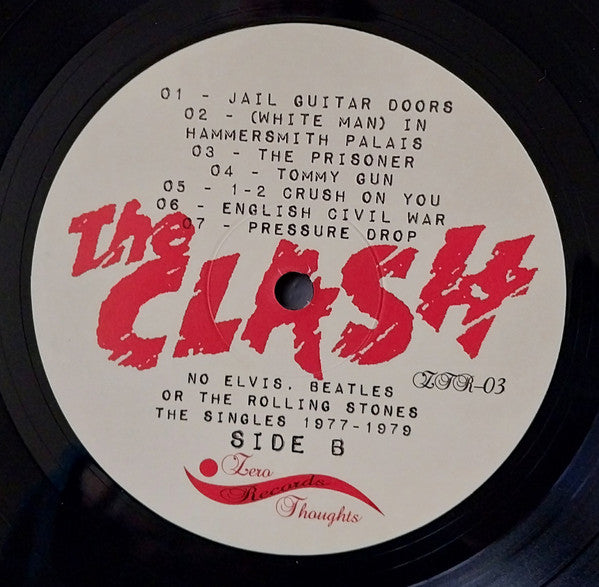 01 - JAIL GUITAR DOORS
02 - (WHITE MAN) IN
HAMMERSMITH PALAIS
03 - THE PRISONER
04 - TOMMY GUN
05 - 1-2 CRUSH ON YOU
06 - ENGLISH CIVIL WAR
07 - PRESSURE DROP
The
CLASH
NO ELVIS, BEATLES
OR THE ROLLING STONES
THE SINGLES 1977-1979
ZTR-03
SIDE B
Zero
Records
Thoughts